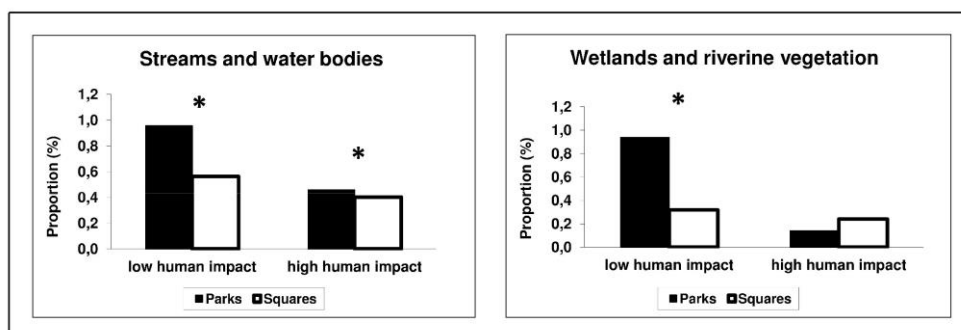 Streams and water bodies
*
*
Proportion (%)
1,2
1,0
0,8
0,6
0,4
0,2
0,0
low human impact high human impact
Parks Squares
Wetlands and riverine vegetation
*
Proportion (%)
1,2
1,0
0,8
0,6
0,4
0,2
0,0
low human impact high human impact
Parks Squares